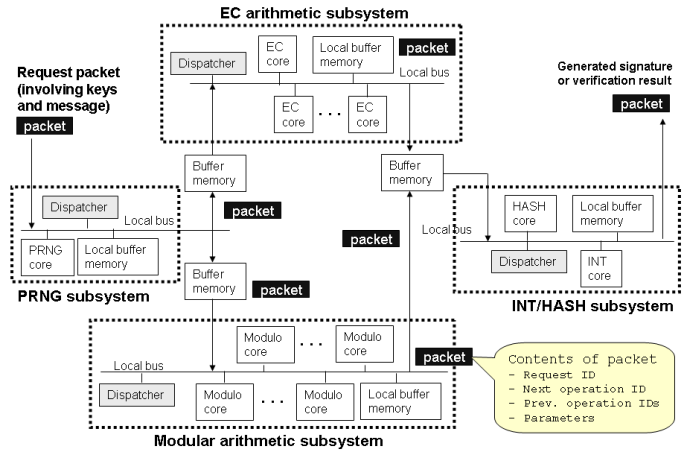 EC arithmetic subsystem
Dispatcher
EC
core
Local buffer
memory
packet
Local bus
EC
core
. . .
EC
core
Request packet
(involving keys
and message)
packet
Generated signature
or verification result
packet
Buffer
memory
Buffer
memory
Dispatcher
Local bus
PRNG
core
Local buffer
memory
PRNG subsystem
packet
packet
Buffer
memory
packet
HASH
core
Local buffer
memory
Local bus
Dispatcher
INT
core
INT/HASH subsystem
Modulo
core
. . .
Modulo
core
Local bus
Dispatcher
Modulo
core
. . .
Modulo
core
Local buffer
memory
packet
Modular arithmetic subsystem
Contents of packet
- Request ID
- Next operation ID
- Prev. operation IDs
- Parameters